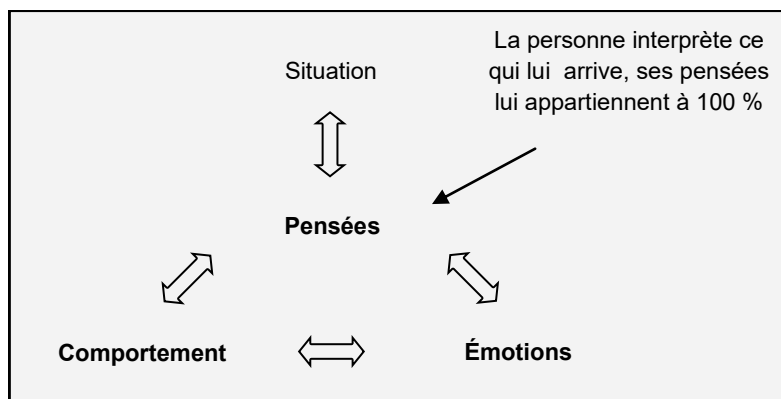 La personne interprète ce
qui lui arrive, ses pensées
lui appartiennent à 100 %
Situation
Pensées
Comportement
Émotions